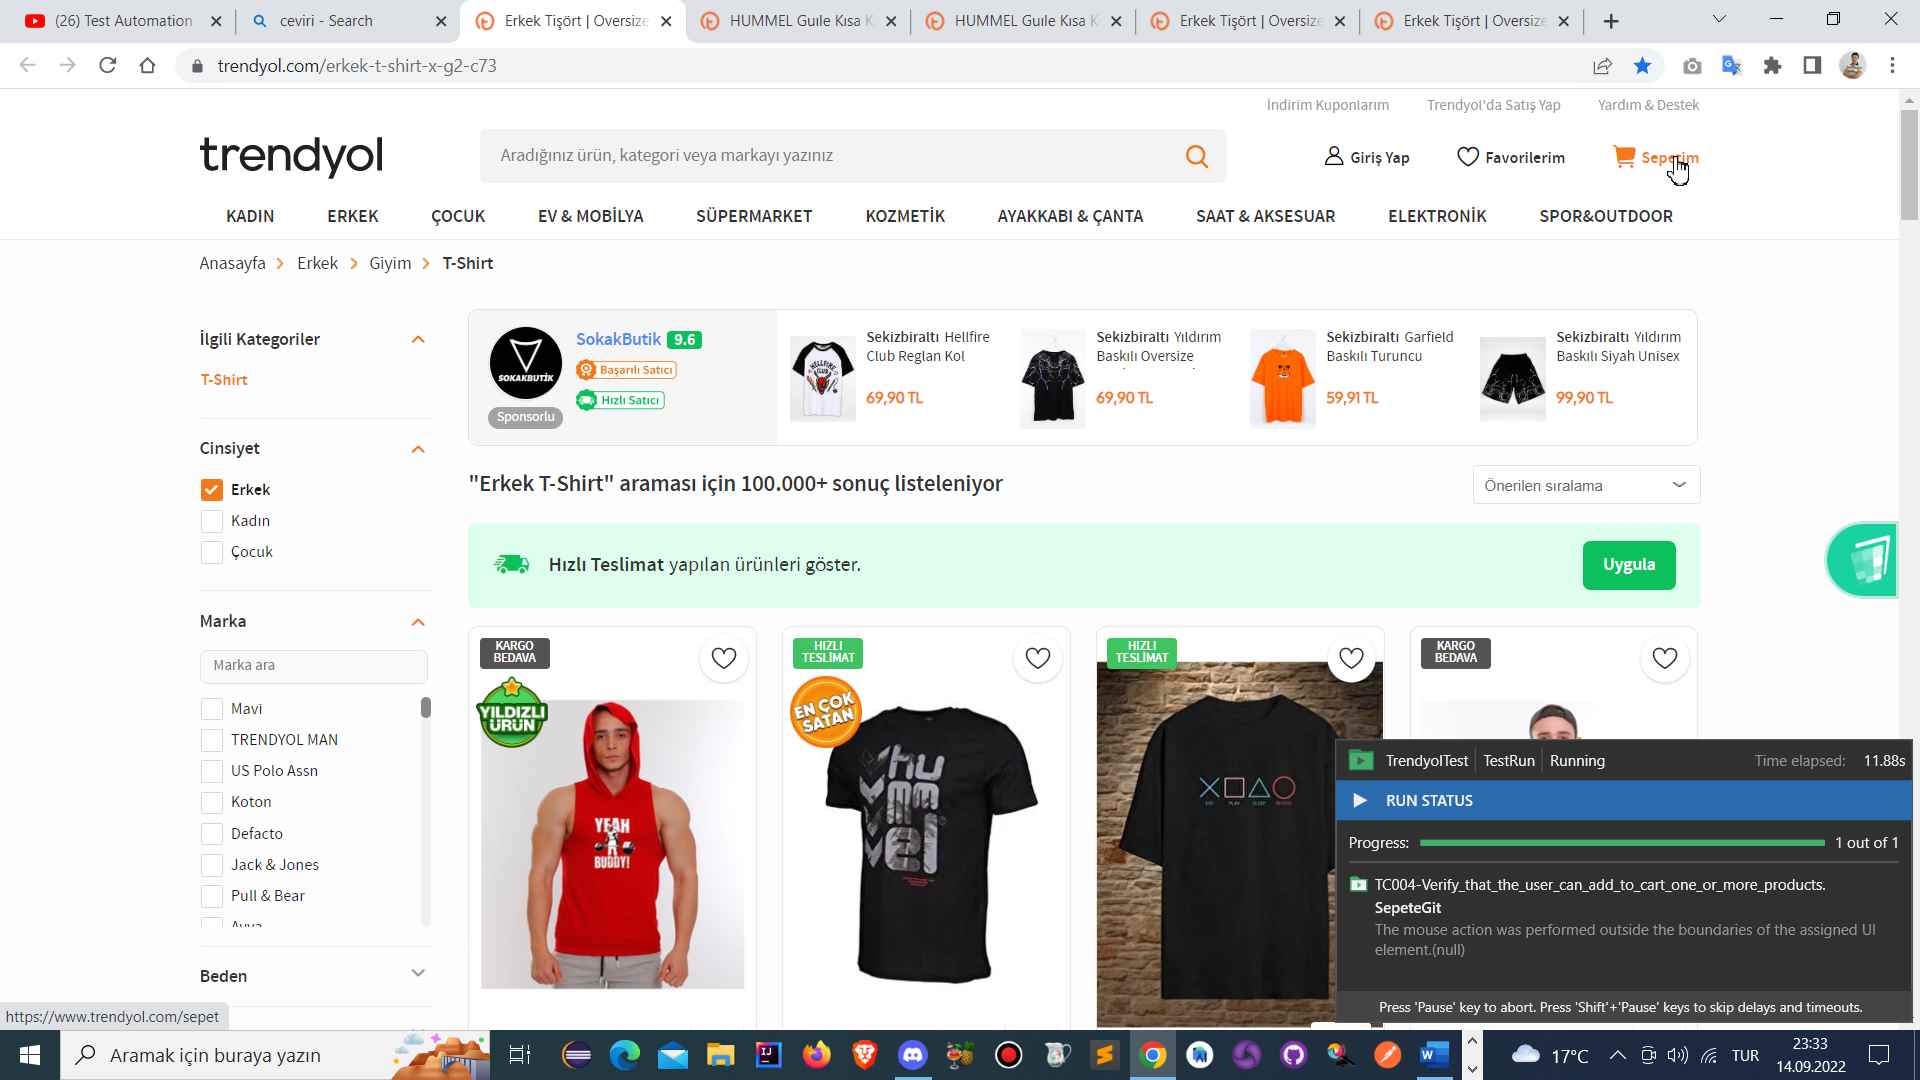 (26) Test Automation
ceviri - Search
Erkek Tişört | Oversize
HUMMEL Guıle Kısa K
HUMMEL Guıle Kısa K
Erkek Tişört | Oversize
Erkek Tişört | Oversize
trendyol.com/erkek-t-shirt-x-g2-c73
İndirim Kuponlarım
Trendyol'da Satış Yap
Yardım & Destek
trendyol
Aradığınız ürün, kategori veya markayı yazınız
Giriş Yap
Favorilerim
Sepetim
KADIN
ERKEK
ÇOCUK
EV & MOBİLYA
SÜPERMARKET
KOZMETİK
AYAKKABI & ÇANTA
SAAT & AKSESUAR
ELEKTRONİK
SPOR&OUTDOOR
Anasayfa > Erkek > Giyim > T-Shirt
İlgili Kategoriler
T-Shirt
Cinsiyet
Erkek
Kadın
Çocuk
Marka
Marka ara
Mavi
TRENDYOL MAN
US Polo Assn
Koton
Defacto
Jack & Jones
Pull & Bear
Avva
Beden
SOKAKBUTİK
Sponsorlu
SokakButik 9.6
Başarılı Satıcı
Hızlı Satıcı
HELLFIRE
CLUB
Sekizbiraltı Hellfire
Club Reglan Kol
69,90 TL
Sekizbiraltı Yıldırım
Baskılı Oversize
69,90 TL
Sekizbiraltı Garfield
Baskılı Turuncu
59,91 TL
Sekizbiraltı Yıldırım
Baskılı Siyah Unisex
99,90 TL
"Erkek T-Shirt" araması için 100.000+ sonuç listeleniyor
Önerilen sıralama
Hızlı Teslimat yapılan ürünleri göster.
Uygula
KARGO
BEDAVA
YILDIZLI
ÜRÜN
YEAH
BUDDY!
HIZLI
TESLİMAT
EN ÇOK
SATAN
hu
mm
el
HIZLI
TESLİMAT
KARGO
BEDAVA
TrendyolTest
TestRun
Running
Time elapsed: 11.88s
RUN STATUS
Progress:
1 out of 1
TC004-Verify_that_the_user_can_add_to_cart_one_or_more_products.
SepeteGit
The mouse action was performed outside the boundaries of the assigned UI
element.(null)
Press 'Pause' key to abort. Press 'Shift'+'Pause' keys to skip delays and timeouts.
https://www.trendyol.com/sepet
Aramak için buraya yazın
17°C
TUR
23:33
14.09.2022